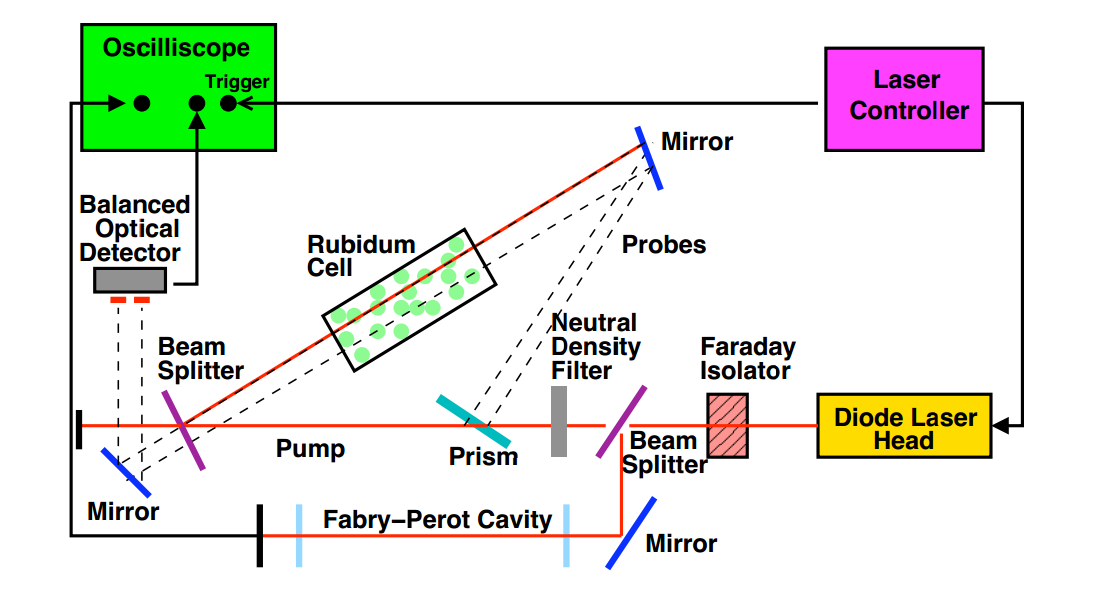 Oscilliscope
Trigger
Laser
Controller
Mirror
Balanced
Optical
Detector
Rubidum
Cell
Probes
Neutral
Density
Filter
Beam
Splitter
Faraday
Isolator
Diode Laser
Head
Pump
Prism
Beam
Splitter
Mirror
Fabry−Perot Cavity
Mirror